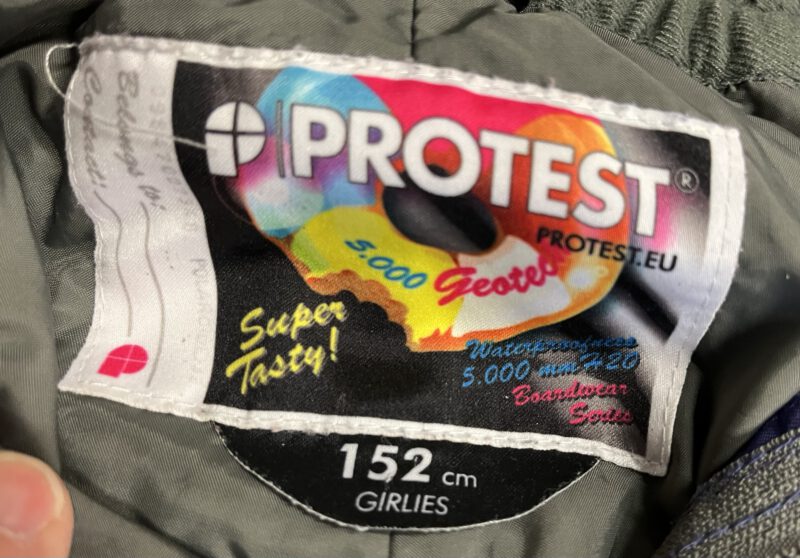 Belongs to:
Contact:
PROTEST®
PROTEST.EU
5.000
Geotech
Super
Tasty!
Waterproofness
5.000 mm H2O
Boardwear
Series
152 cm
GIRLIES